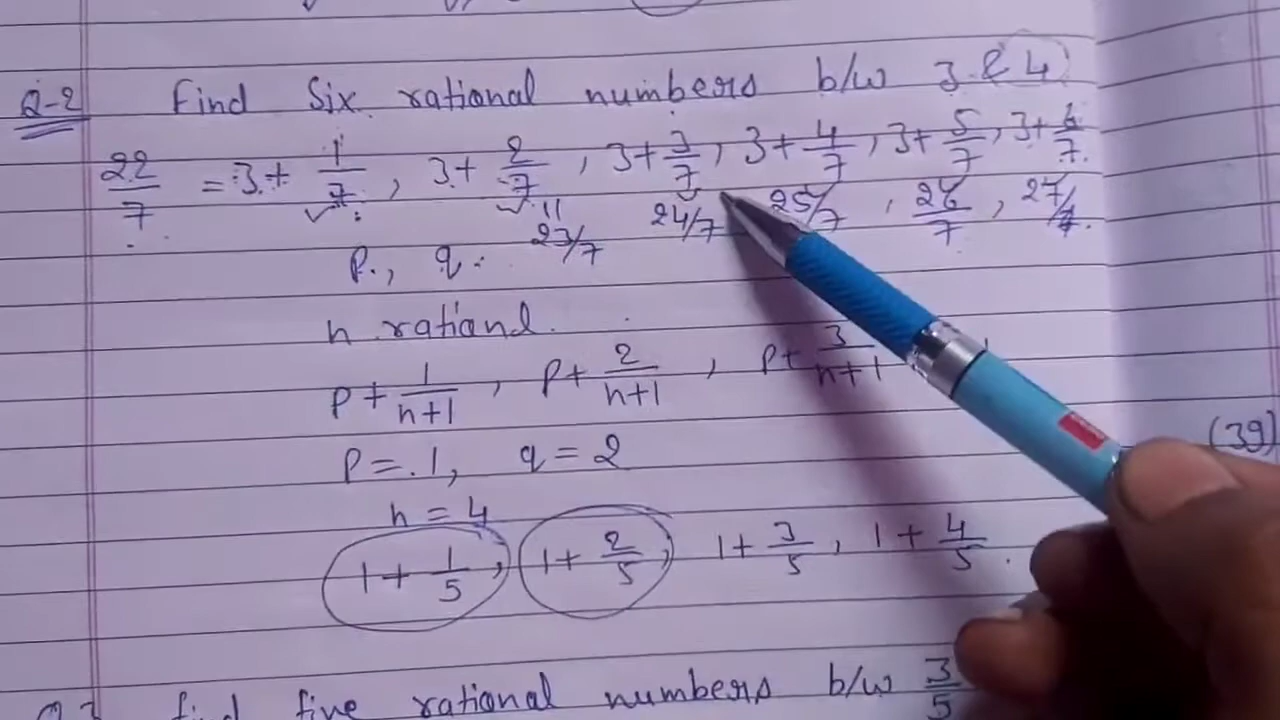 Q-2 Find Six rational numbers b/w 3 & 4
22/7 = 3 + 1/7, 3 + 2/7, 3 + 3/7, 3 + 4/7, 3 + 5/7, 3 + 6/7.
23/7 24/7 25/7, 26/7, 27/7.
p., q.
n rational.
p + 1/n+1, p + 2/n+1, p + 3/n+1
p = 1, q = 2
(39)
n = 4
1 + 1/5, 1 + 2/5, 1 + 3/5, 1 + 4/5.
find five rational numbers b/w 3/5